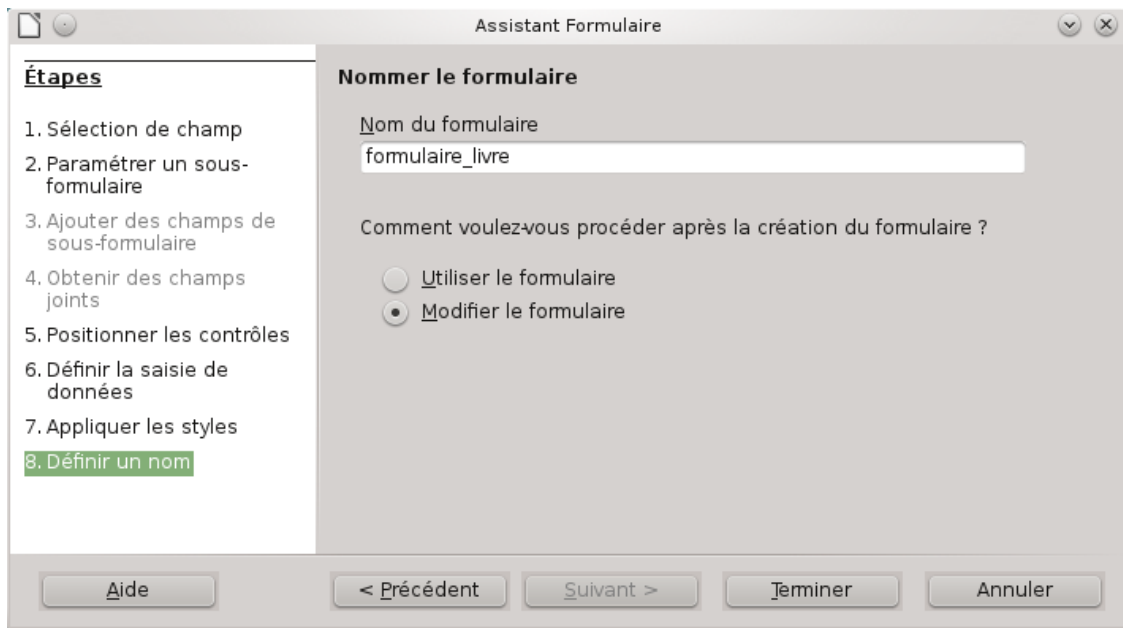 Assistant Formulaire
Étapes
1. Sélection de champ
2. Paramétrer un sous-
formulaire
3. Ajouter des champs de
sous-formulaire
4. Obtenir des champs
joints
5. Positionner les contrôles
6. Définir la saisie de
données
7. Appliquer les styles
8. Définir un nom
Nommer le formulaire
Nom du formulaire
formulaire_livre
Comment voulez-vous procéder après la création du formulaire ?
Utiliser le formulaire
Modifier le formulaire
Aide
< Précédent
Suivant >
Terminer
Annuler